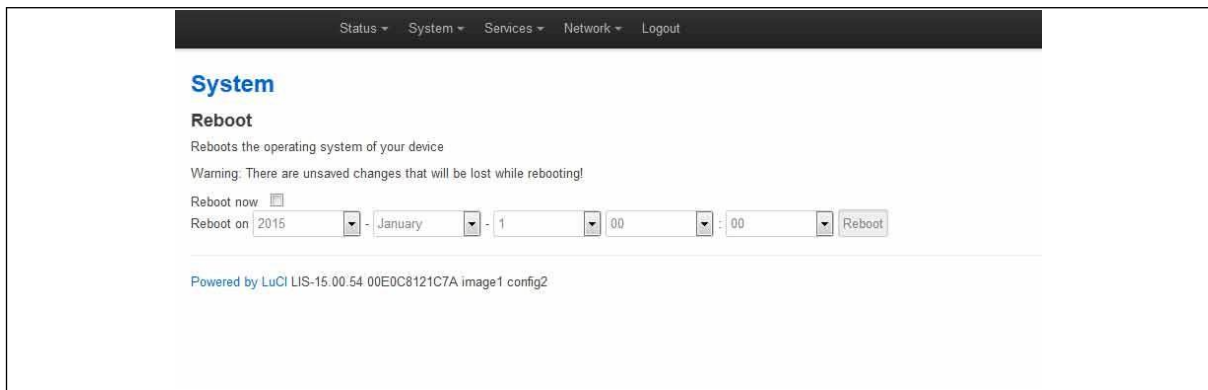 Status System Services Network Logout
System
Reboot
Reboots the operating system of your device
Warning: There are unsaved changes that will be lost while rebooting!
Reboot now
Reboot on 2015 - January - 1 00 : 00 Reboot
Powered by LuCI LIS-15.00.54 00E0C8121C7A image1 config2